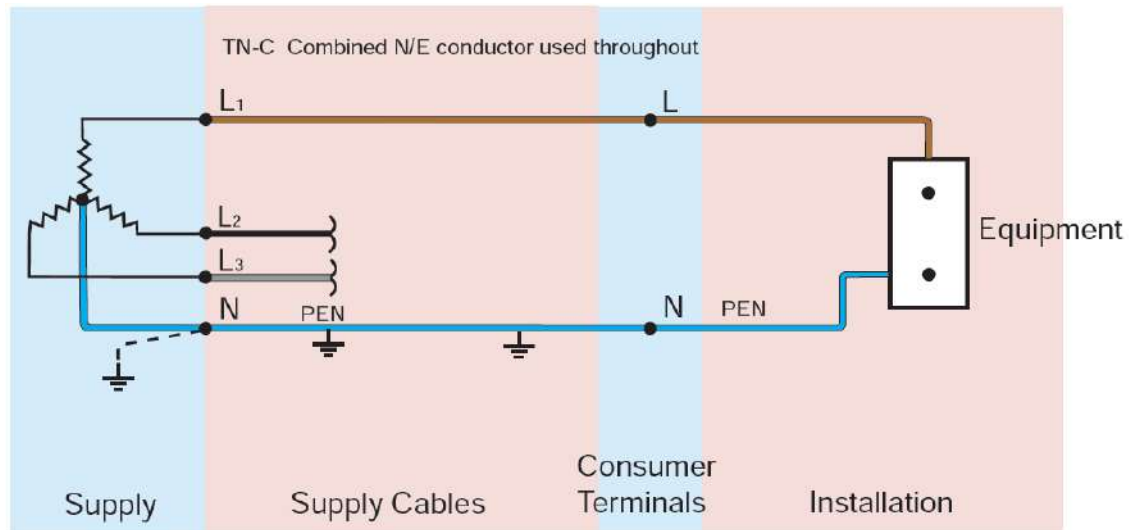 TN-C Combined N/E conductor used throughout
L1
L
L2
Equipment
L3
N
PEN
N
PEN
Supply
Supply Cables
Consumer
Terminals
Installation